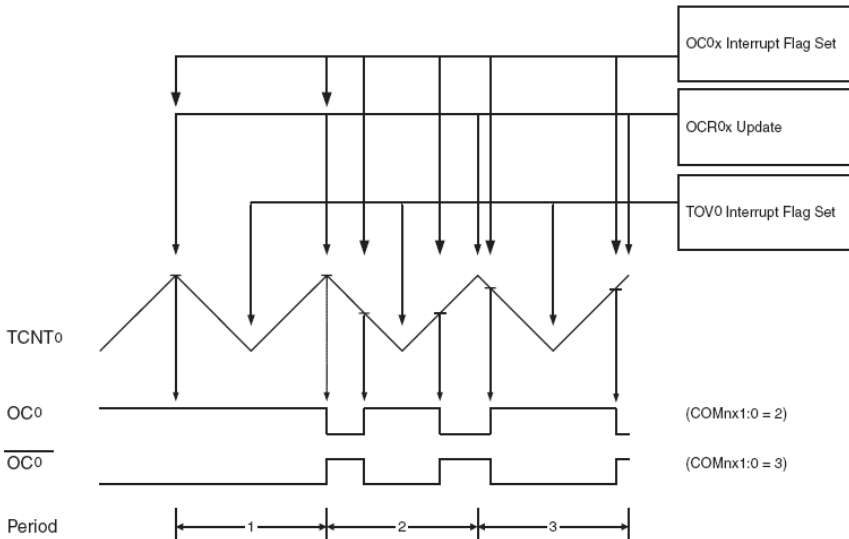 OC0x Interrupt Flag Set
OCR0x Update
TOV0 Interrupt Flag Set
TCNT0
OC0 (COMnx1:0 = 2)
OC0 (COMnx1:0 = 3)
Period 1 2 3